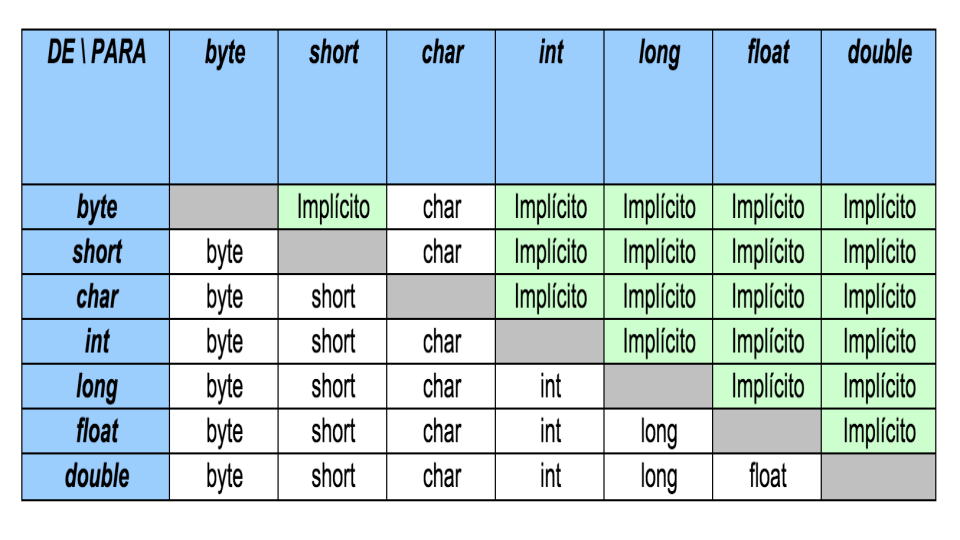 DE \ PARA byte short char int long float double
byte Implícito char Implícito Implícito Implícito Implícito
short byte char Implícito Implícito Implícito Implícito
char byte short Implícito Implícito Implícito Implícito
int byte short char Implícito Implícito Implícito
long byte short char int Implícito Implícito
float byte short char int long Implícito
double byte short char int long float